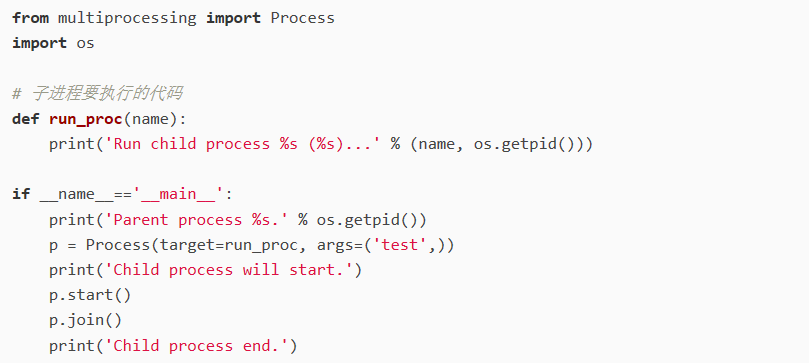 from multiprocessing import Process
import os
# 子进程要执行的代码
def run_proc(name):
    print('Run child process %s (%s)...' % (name, os.getpid()))
if __name__=='__main__':
    print('Parent process %s.' % os.getpid())
    p = Process(target=run_proc, args=('test',))
    print('Child process will start.')
    p.start()
    p.join()
    print('Child process end.')